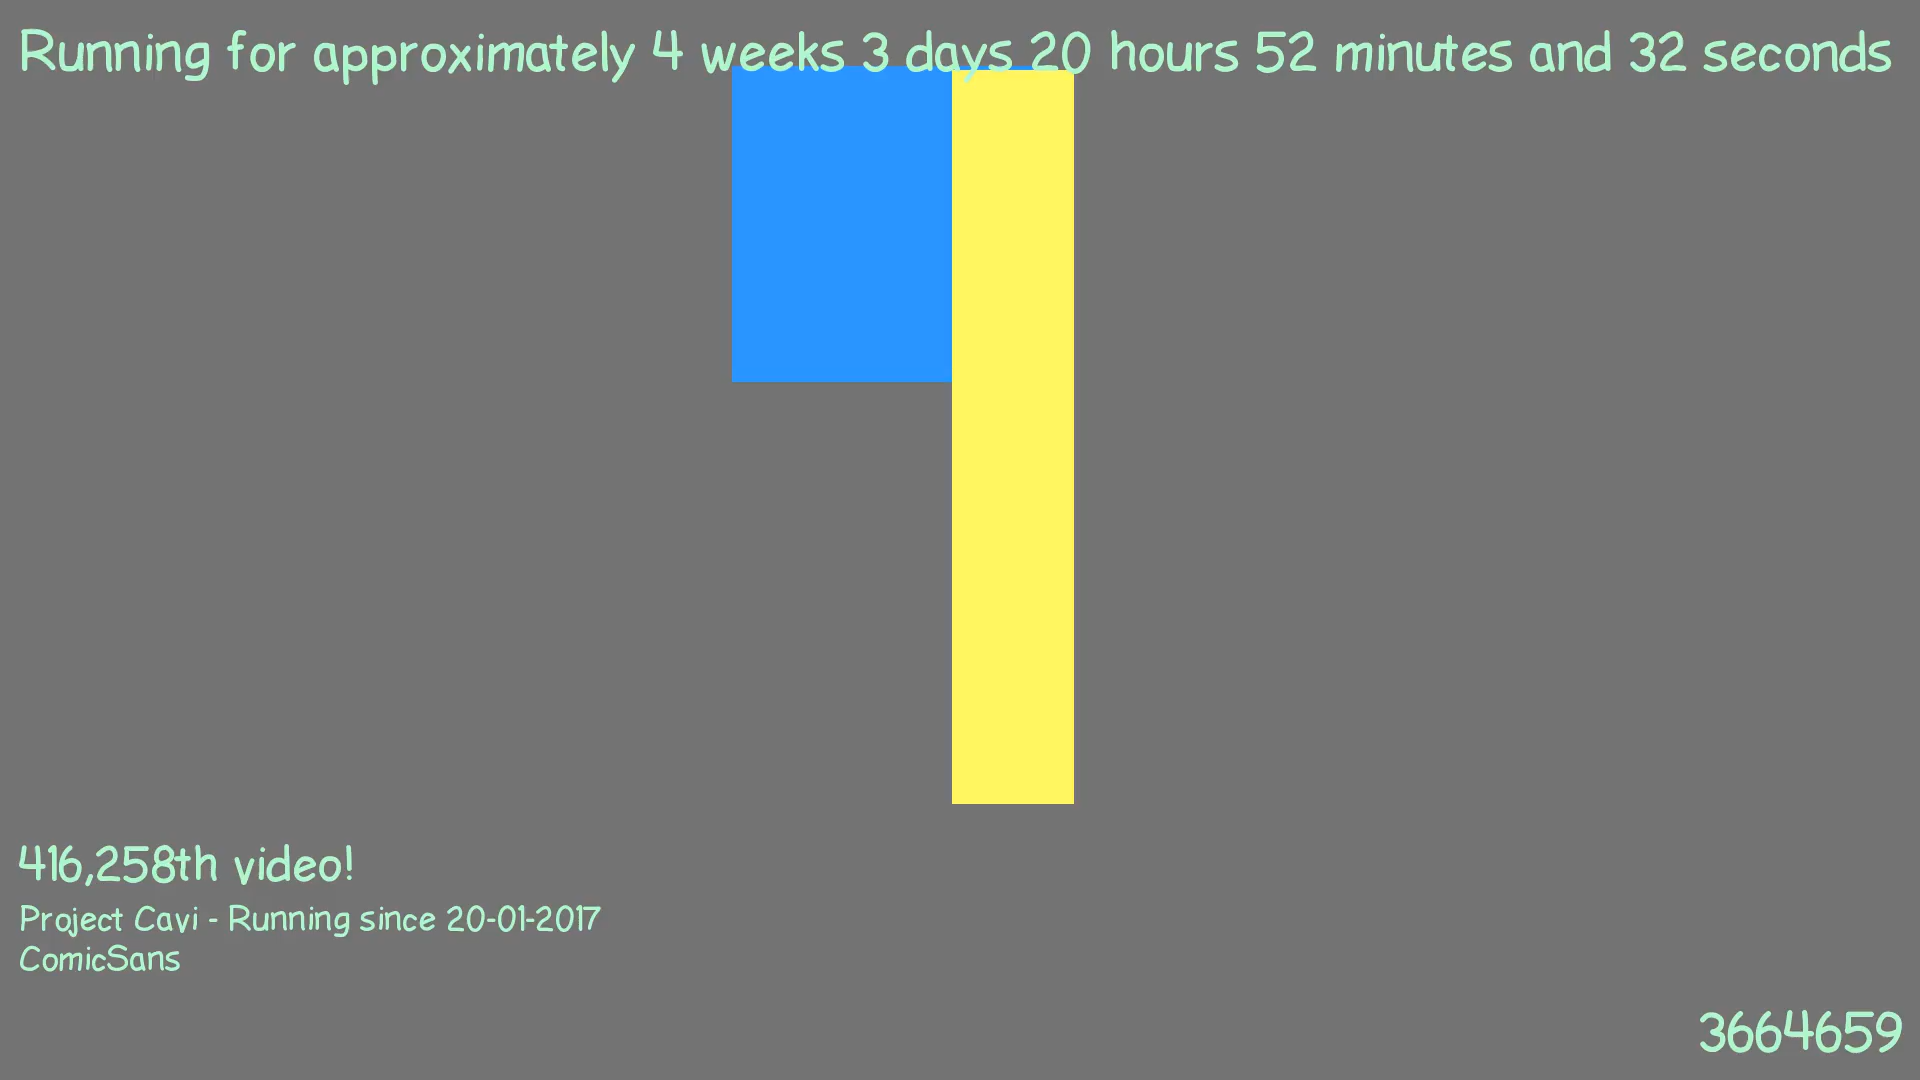 Running for approximately 4 weeks 3 days 20 hours 52 minutes and 32 seconds
416,258th video!
Project Cavi - Running since 20-01-2017
ComicSans
3664659